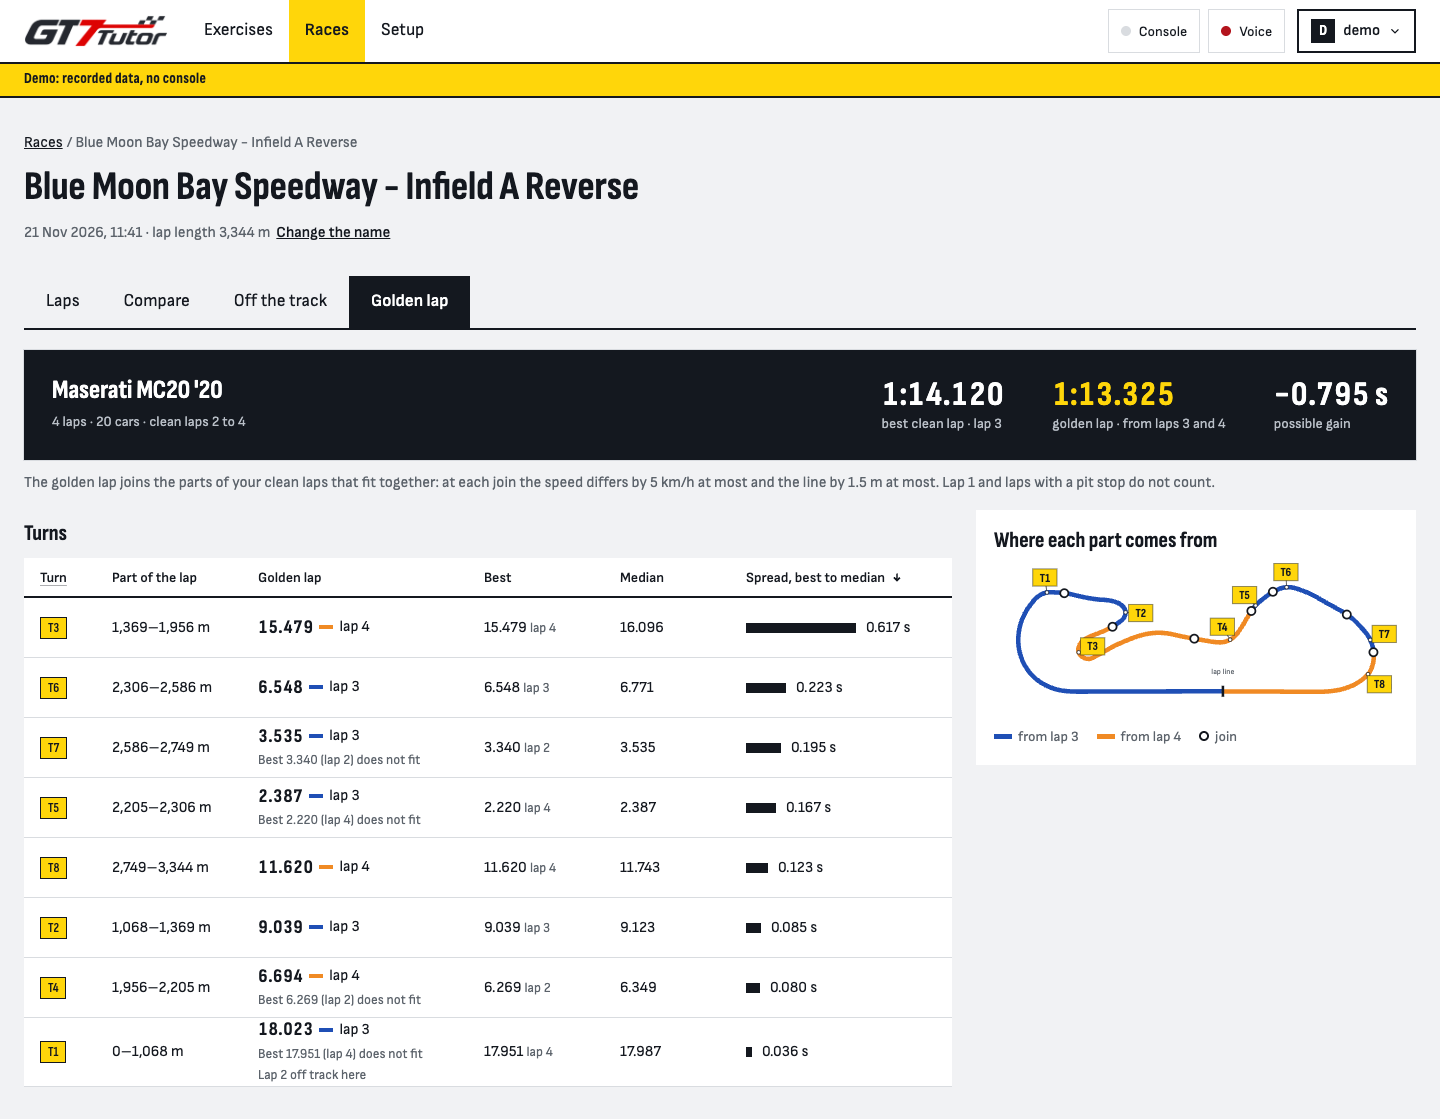 GT7Tutor
Exercises
Races
Setup
Console
Voice
D
demo
Demo: recorded data, no console
Races / Blue Moon Bay Speedway - Infield A Reverse
Blue Moon Bay Speedway - Infield A Reverse
21 Nov 2026, 11:41 · lap length 3,344 m Change the name
Laps
Compare
Off the track
Golden lap
Maserati MC20 '20
4 laps · 20 cars · clean laps 2 to 4
1:14.120
best clean lap · lap 3
1:13.325
golden lap · from laps 3 and 4
−0.795 s
possible gain
The golden lap joins the parts of your clean laps that fit together: at each join the speed differs by 5 km/h at most and the line by 1.5 m at most. Lap 1 and laps with a pit stop do not count.
Turns
Turn Part of the lap Golden lap Best Median Spread, best to median ↓
T3 1,369–1,956 m 15.479 lap 4 15.479 lap 4 16.096 0.617 s
T6 2,306–2,586 m 6.548 lap 3 6.548 lap 3 6.771 0.223 s
T7 2,586–2,749 m 3.535 lap 3 3.340 lap 2 3.535 0.195 s
Best 3.340 (lap 2) does not fit
T5 2,205–2,306 m 2.387 lap 3 2.220 lap 4 2.387 0.167 s
Best 2.220 (lap 4) does not fit
T8 2,749–3,344 m 11.620 lap 4 11.620 lap 4 11.743 0.123 s
T2 1,068–1,369 m 9.039 lap 3 9.039 lap 3 9.123 0.085 s
T4 1,956–2,205 m 6.694 lap 4 6.269 lap 2 6.349 0.080 s
Best 6.269 (lap 2) does not fit
T1 0–1,068 m 18.023 lap 3 17.951 lap 4 17.987 0.036 s
Best 17.951 (lap 4) does not fit
Lap 2 off track here
Where each part comes from
T1
T2
T3
T4
T5
T6
T7
T8
lap line
from lap 3
from lap 4
join